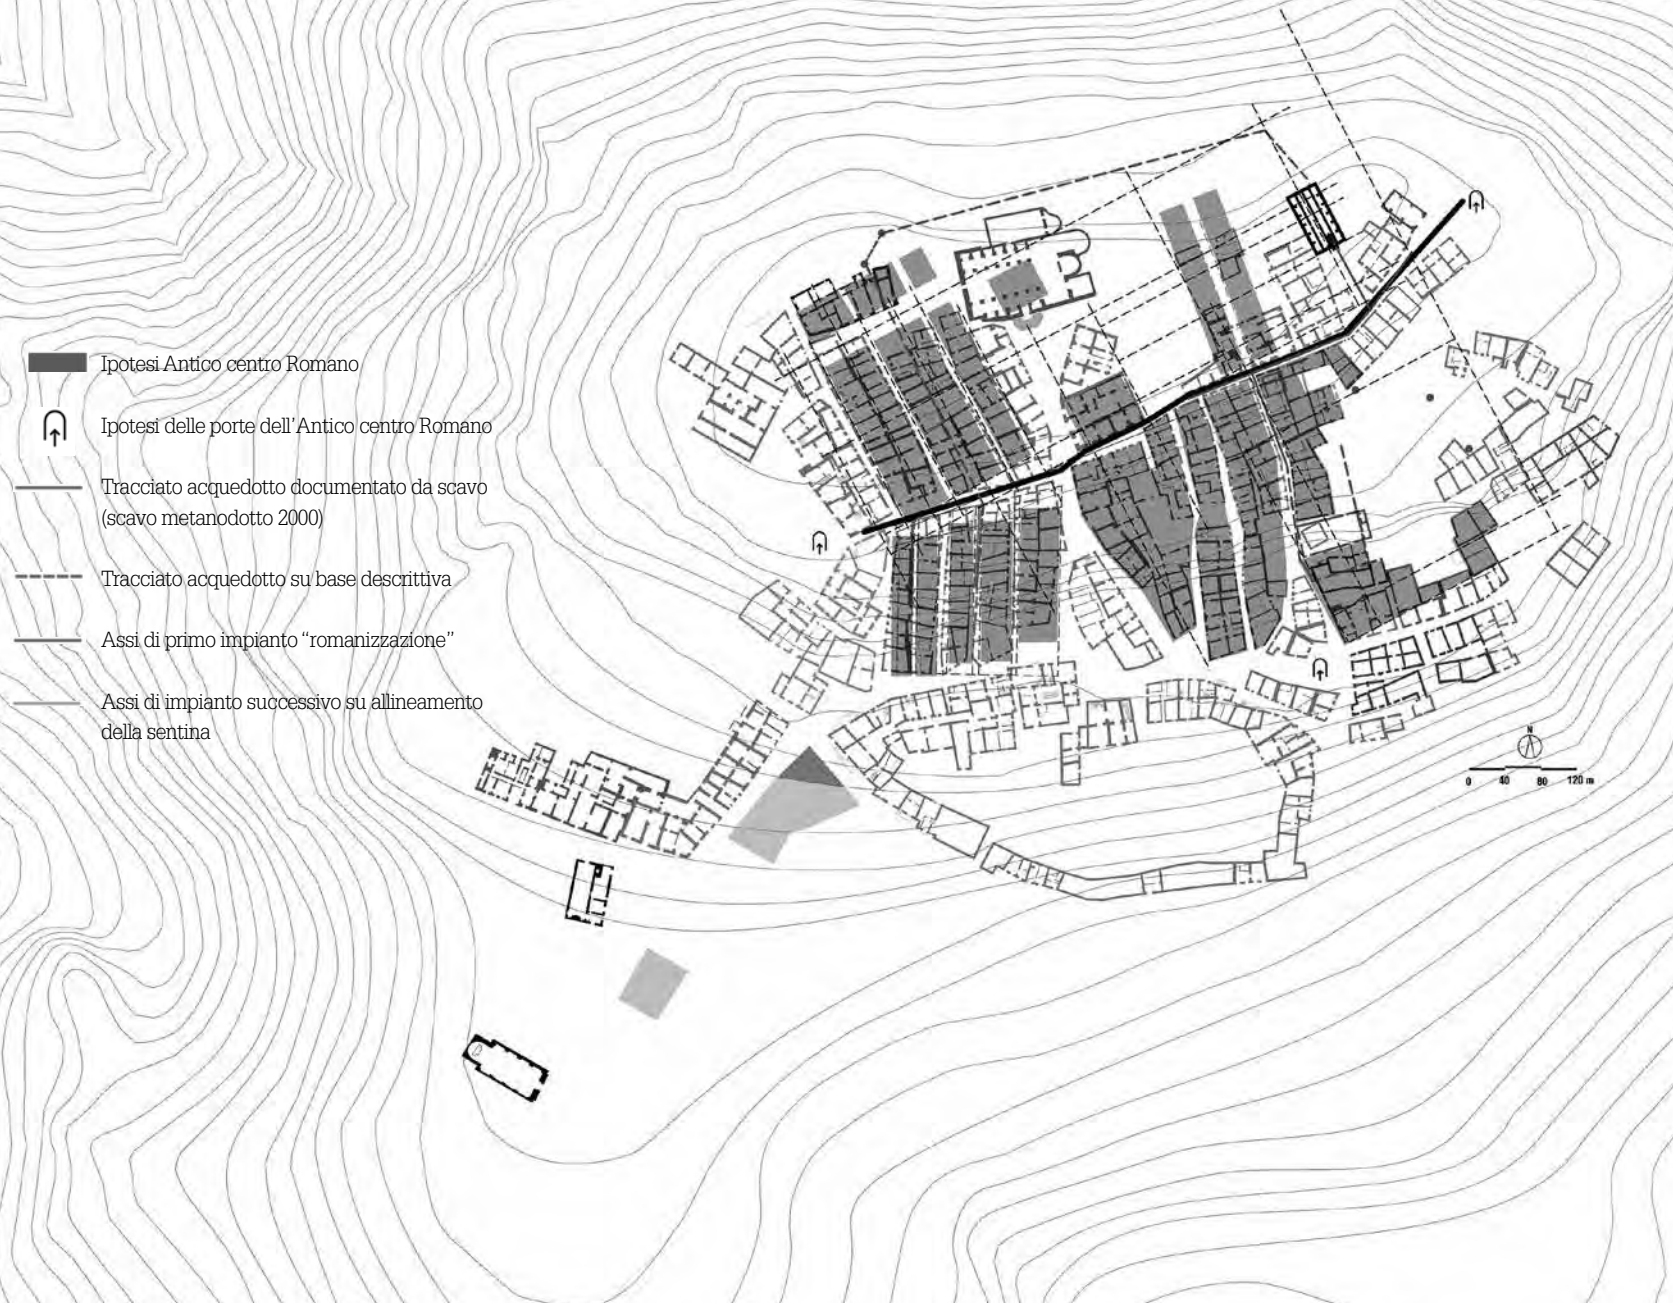 Ipotesi Antico centro Romano
Ipotesi delle porte dell’Antico centro Romano
Tracciato acquedotto documentato da scavo
(scavo metanodotto 2000)
Tracciato acquedotto su base descrittiva
Assi di primo impianto “romanizzazione”
Assi di impianto successivo su allineamento
della sentina
N
0 40 80 120 m